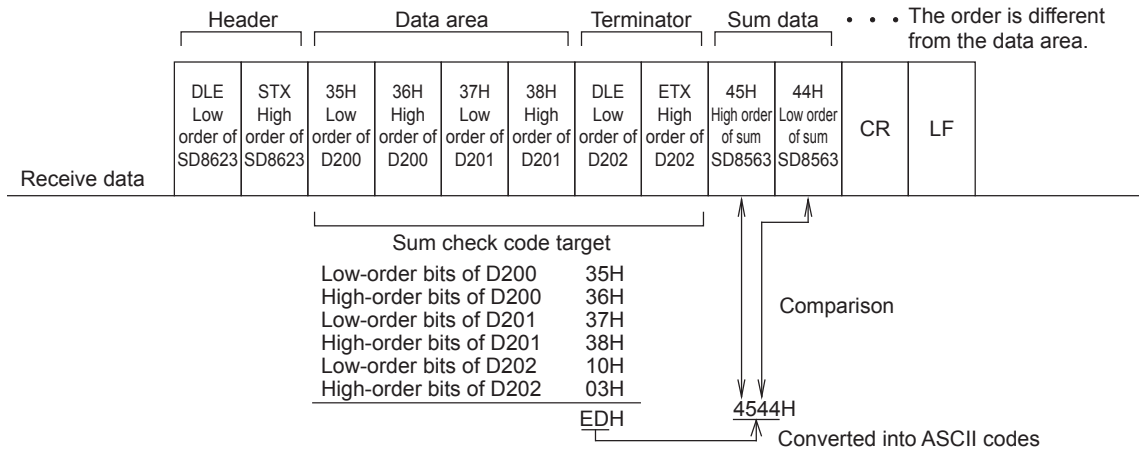 Header Data area Terminator Sum data • • • The order is different
from the data area.
DLE
Low
order of
SD8623
STX
High
order of
SD8623
35H
Low
order of
D200
36H
High
order of
D200
37H
Low
order of
D201
38H
High
order of
D201
DLE
Low
order of
D202
ETX
High
order of
D202
45H
High order
of sum
SD8563
44H
Low order
of sum
SD8563
CR
LF
Receive data
Sum check code target
Low-order bits of D200 35H
High-order bits of D200 36H
Low-order bits of D201 37H
High-order bits of D201 38H
Low-order bits of D202 10H
High-order bits of D202 03H
EDH
Comparison
4544H
Converted into ASCII codes